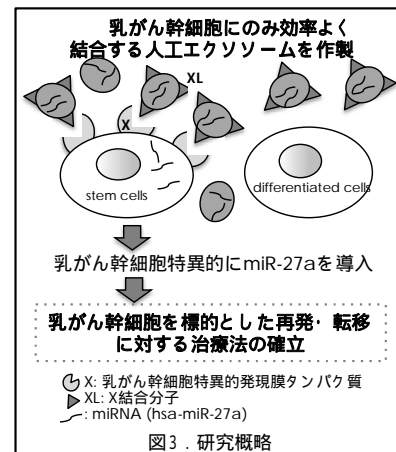 乳がん幹細胞にのみ効率よく
結合する人工エクソソームを作製
XL
X
stem cells
differentiated cells
乳がん幹細胞特異的にmiR-27aを導入
乳がん幹細胞を標的とした再発・転移
に対する治療法の確立
X: 乳がん幹細胞特異的発現膜タンパク質
XL: X結合分子
: miRNA (hsa-miR-27a)
図3．研究概略